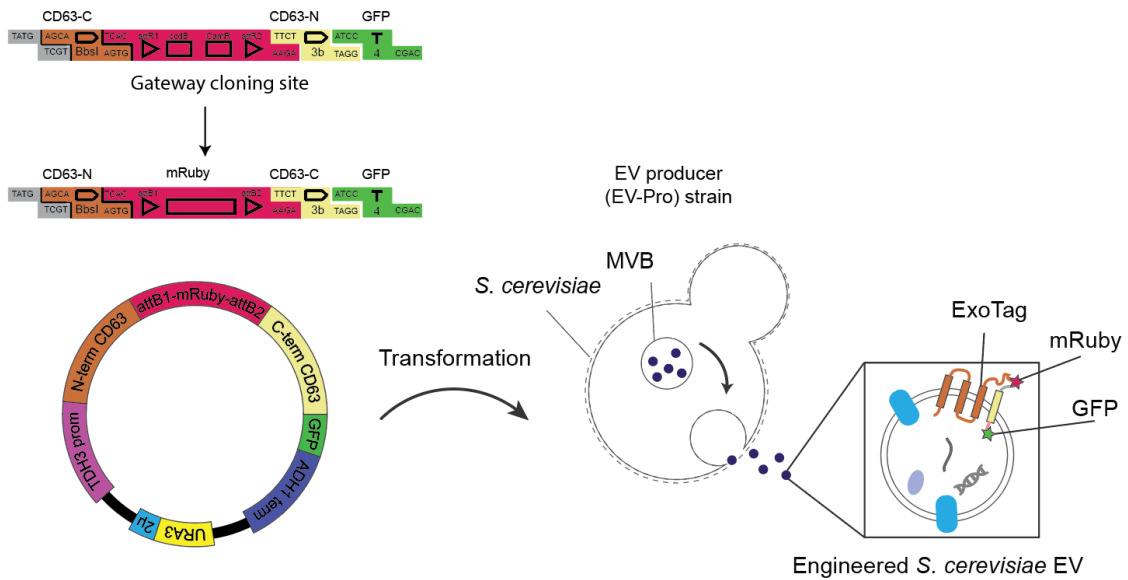 CD63-C CD63-N GFP
TATG AGCA TCAC attR1 ccdB CamR attR2 TTCT ATCC T
TCGT BbsI AGTG AAGA 3b TAGG 4 CGAC
Gateway cloning site
CD63-N mRuby CD63-C GFP
TATG AGCA TCAC attB1 attB2 TTCT ATCC T
TCGT BbsI AGTG AAGA 3b TAGG 4 CGAC
EV producer
(EV-Pro) strain
MVB
S. cerevisiae
ExoTag
mRuby
GFP
Transformation
N-term CD63
attB1-mRuby-attB2
C-term CD63
GFP
ADH1 term
URA3
2μ
TDH3 prom
Engineered S. cerevisiae EV